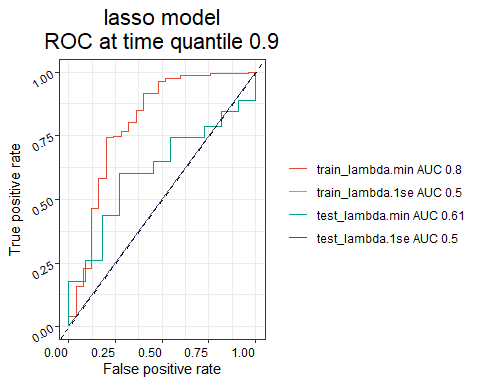 lasso model
ROC at time quantile 0.9
True positive rate
1.00
0.75
0.50
0.25
0.00
0.00 0.25 0.50 0.75 1.00
False positive rate
train_lambda.min AUC 0.8
train_lambda.1se AUC 0.5
test_lambda.min AUC 0.61
test_lambda.1se AUC 0.5